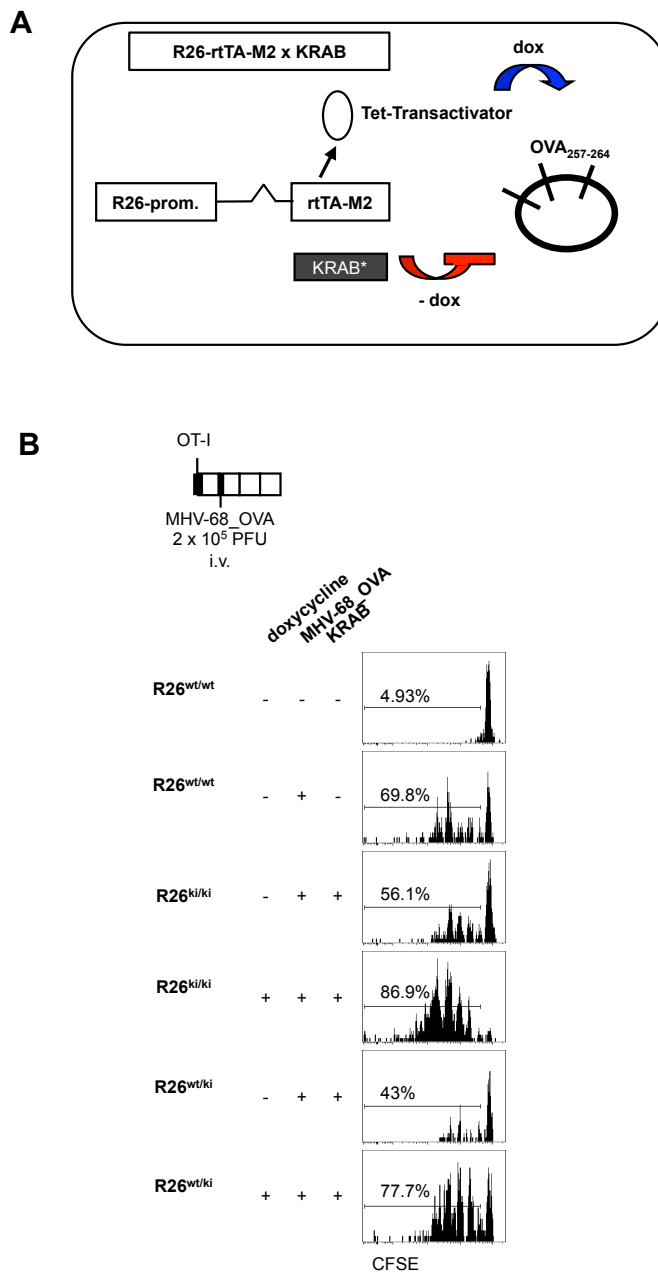 A
R26-rtTA-M2 x KRAB
dox
Tet-Transactivator
OVA257-264
R26-prom.
rtTA-M2
KRAB*
- dox
B
OT-I
MHV-68_OVA
2 x 10⁵ PFU
i.v.
doxycycline
MHV-68_OVA
KRAB
R26wt/wt - - - 4.93%
R26wt/wt - + - 69.8%
R26ki/ki - + + 56.1%
R26ki/ki + + + 86.9%
R26wt/ki - + + 43%
R26wt/ki + + + 77.7%
CFSE